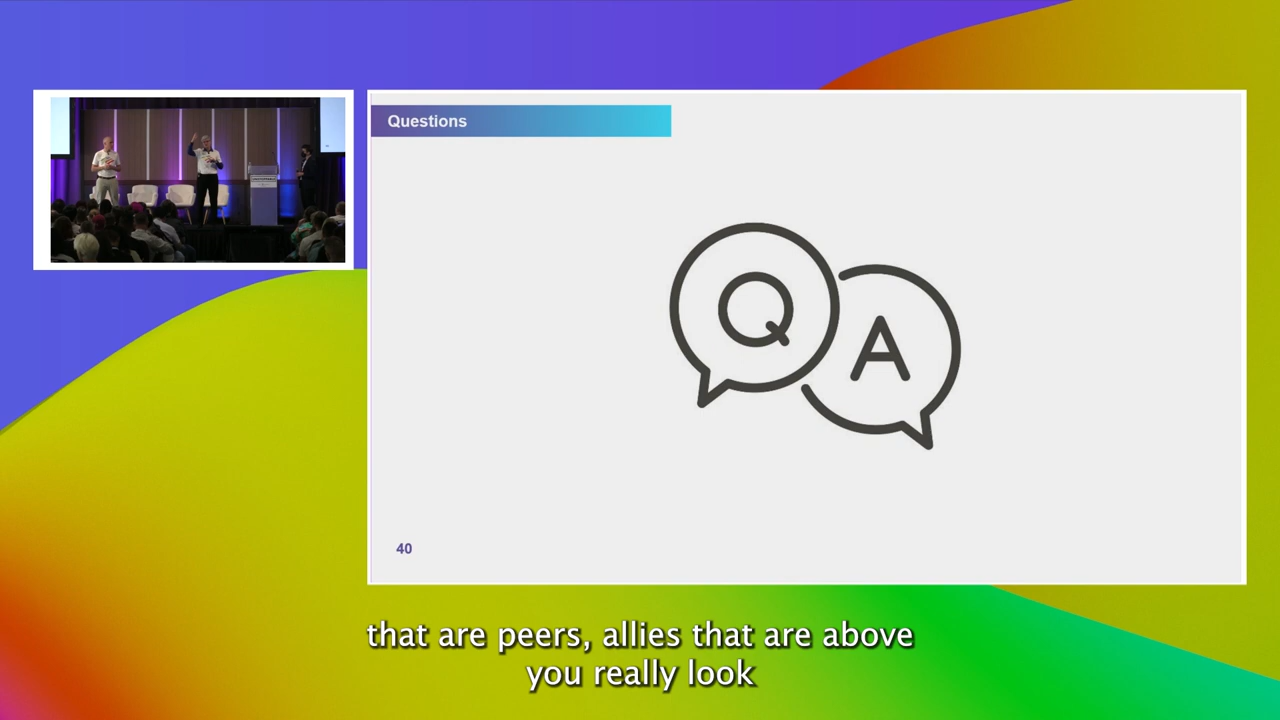 Questions
Q
A
40
that are peers, allies that are above
you really look